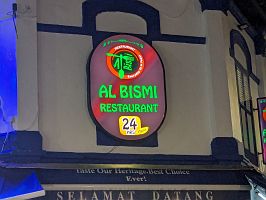 AL BISMI
RESTAURANT
24
Taste Our Heritage.Best Choice
Ever!
SELAMAT DATANG